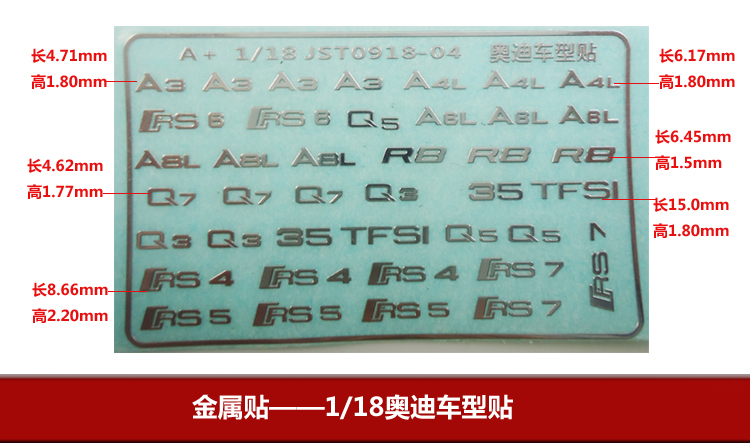 A+ 1/18 JST0918-04 奥迪车型贴
长4.71mm
高1.80mm
长6.17mm
高1.80mm
A3 A3 A3 A3 A4L A4L A4L
RS 6 RS 6 Q5 A6L A6L A6L
长6.45mm
高1.5mm
A8L A8L A8L R8 R8 R8
长4.62mm
高1.77mm
Q7 Q7 Q7 Q3 35 TFSI
长15.0mm
高1.80mm
Q3 Q3 35 TFSI Q5 Q5
RS 7
RS 4 RS 4 RS 4 RS 7
长8.66mm
高2.20mm
RS 5 RS 5 RS 5 RS 7
金属贴——1/18奥迪车型贴